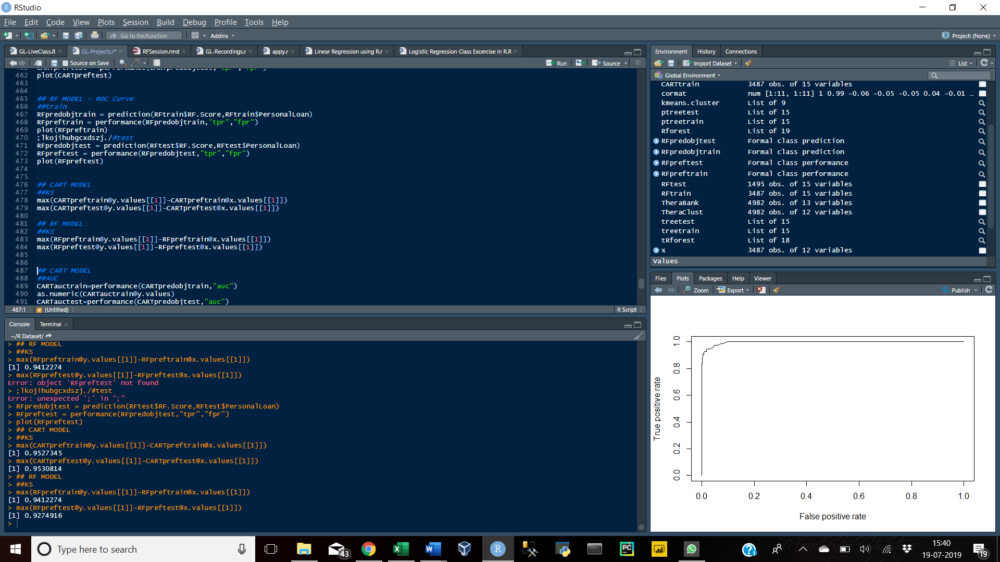 RStudio
File Edit Code View Plots Session Build Debug Profile Tools Help
Go to file/function Addins Project: (None)
GL-LiveClass.R GL-Projects.r* RFSession.rmd GL-Recordings.r appy.r Linear Regression using R.r Logistic Regression Class Excercise in R.R
Source on Save Run Source
461 CARTpreftest = performance(CARTpredobjtest,"tpr","fpr")
462 plot(CARTpreftest)
463
464
465 ## RF MODEL - ROC Curve
466 ##train
467 RFpredobjtrain = prediction(RFtrain$RF.Score,RFtrain$PersonalLoan)
468 RFpreftrain = performance(RFpredobjtrain,"tpr","fpr")
469 plot(RFpreftrain)
470 ;lkojihubgcxdszj./#test
471 RFpredobjtest = prediction(RFtest$RF.Score,RFtest$PersonalLoan)
472 RFpreftest = performance(RFpredobjtest,"tpr","fpr")
473 plot(RFpreftest)
474
475
476 ## CART MODEL
477 ##KS
478 max(CARTpreftrain@y.values[[1]]-CARTpreftrain@x.values[[1]])
479 max(CARTpreftest@y.values[[1]]-CARTpreftest@x.values[[1]])
480
481 ## RF MODEL
482 ##KS
483 max(RFpreftrain@y.values[[1]]-RFpreftrain@x.values[[1]])
484 max(RFpreftest@y.values[[1]]-RFpreftest@x.values[[1]])
485
486
487 ## CART MODEL
488 ##AUC
489 CARTauctrain=performance(CARTpredobjtrain,"auc")
490 as.numeric(CARTauctrain@y.values)
491 CARTauctest=performance(CARTpredobjtest,"auc")
487:1 # (Untitled) R Script
Console Terminal
~/R Dataset/
> ## RF MODEL
> ##KS
> max(RFpreftrain@y.values[[1]]-RFpreftrain@x.values[[1]])
[1] 0.9412274
> max(RFpreftest@y.values[[1]]-RFpreftest@x.values[[1]])
Error: object 'RFpreftest' not found
> ;lkojihubgcxdszj./#test
Error: unexpected ';' in ";"
> RFpredobjtest = prediction(RFtest$RF.Score,RFtest$PersonalLoan)
> RFpreftest = performance(RFpredobjtest,"tpr","fpr")
> plot(RFpreftest)
> ## CART MODEL
> ##KS
> max(CARTpreftrain@y.values[[1]]-CARTpreftrain@x.values[[1]])
[1] 0.9527345
> max(CARTpreftest@y.values[[1]]-CARTpreftest@x.values[[1]])
[1] 0.9530814
> ## RF MODEL
> ##KS
> max(RFpreftrain@y.values[[1]]-RFpreftrain@x.values[[1]])
[1] 0.9412274
> max(RFpreftest@y.values[[1]]-RFpreftest@x.values[[1]])
[1] 0.9274916
>
Environment History Connections
Import Dataset List
Global Environment
CARTtrain 3487 obs. of 15 variables
cormat num [1:11, 1:11] 1 0.99 -0.06 -0.05 -0.05 0.04 -0.01 …
kmeans.cluster List of 9
ptreetest List of 15
ptreetrain List of 15
Rforest List of 19
RFpredobjtest Formal class prediction
RFpredobjtrain Formal class prediction
RFpreftest Formal class performance
RFpreftrain Formal class performance
RFtest 1495 obs. of 15 variables
RFtrain 3487 obs. of 15 variables
TheraBank 4982 obs. of 13 variables
TheraClust 4982 obs. of 12 variables
treetest List of 15
treetrain List of 15
tRforest List of 18
x 3487 obs. of 12 variables
Values
Files Plots Packages Help Viewer
Zoom Export Publish
True positive rate
1.0
0.8
0.6
0.4
0.2
0.0
0.0 0.2 0.4 0.6 0.8 1.0
False positive rate
Type here to search
43
15:40
19-07-2019
19